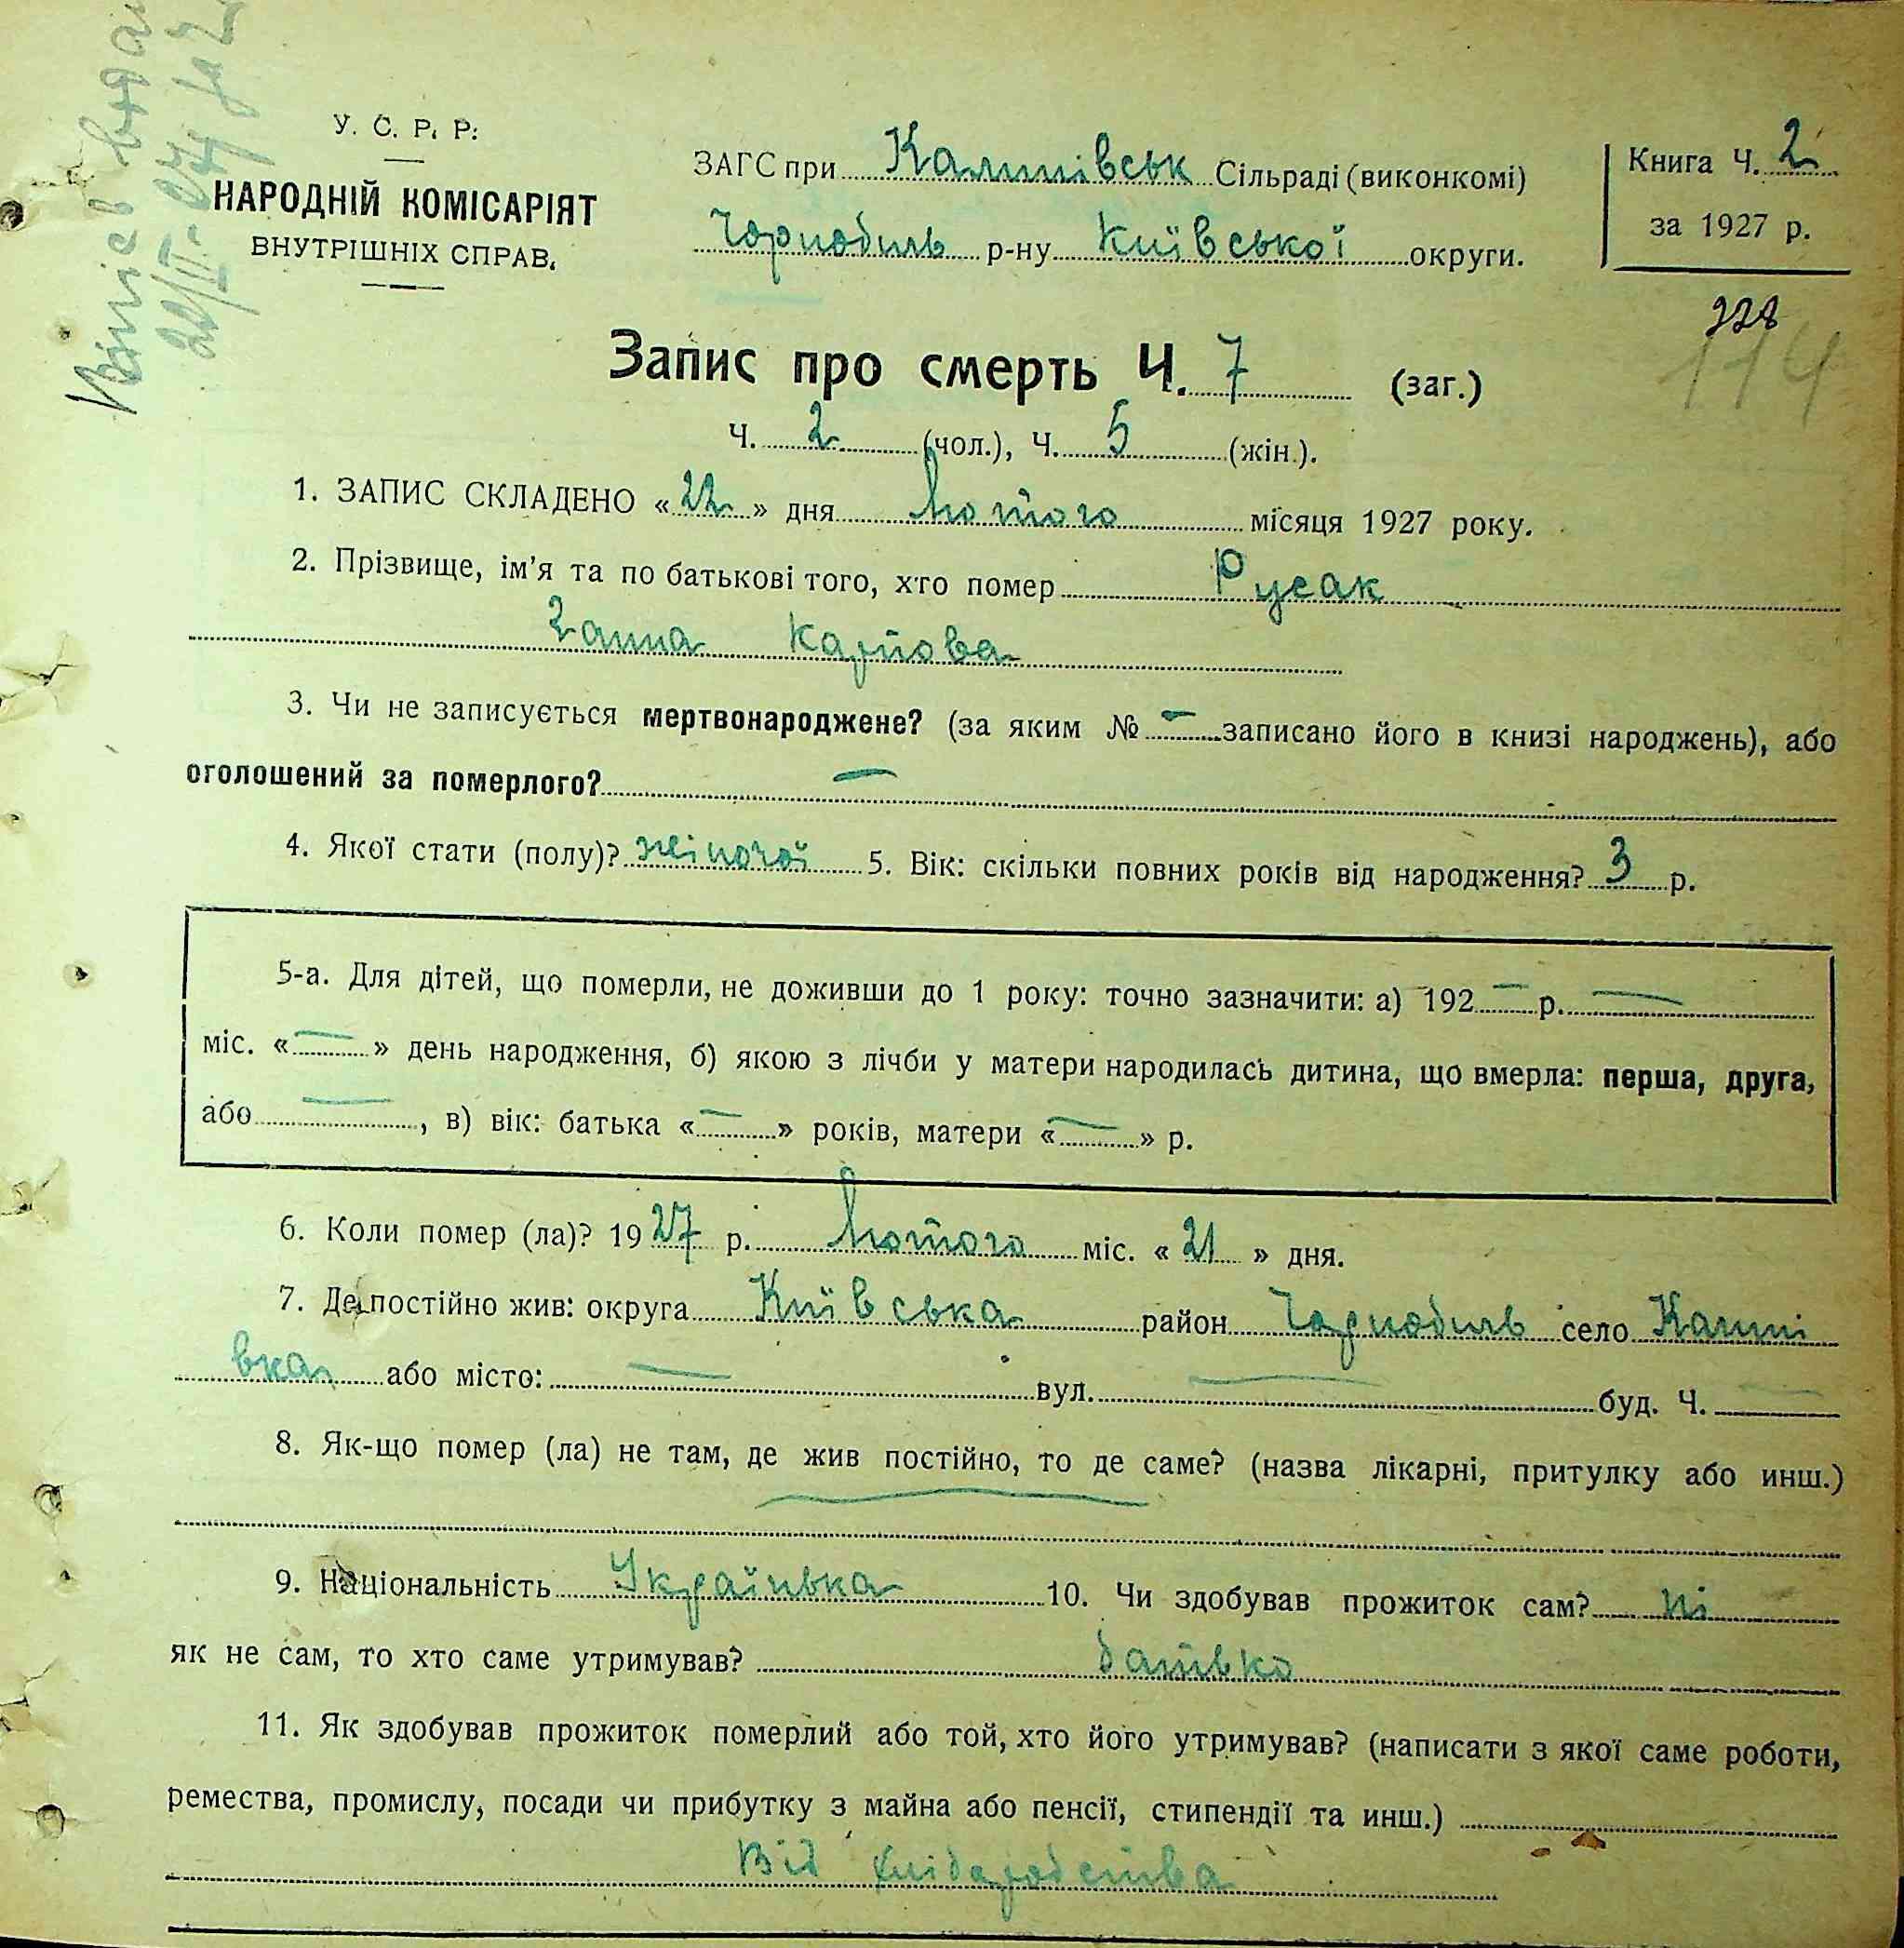 У. С. Р. Р.
НАРОДНІЙ КОМІСАРІЯТ
ВНУТРІШНІХ СПРАВ.
ЗАГС при Сільраді (виконкомі)
Чорнобиль р-ну Київської округи.
Книга Ч. 2
за 1927 р.
114
Запис про смерть Ч. 7 (заг.)
Ч. 2 (чол.), Ч. 5 (жін.).
1. ЗАПИС СКЛАДЕНО « 22 » дня Лютого місяця 1927 року.
2. Прізвище, ім'я та по батькові того, хто помер Русак
Ганна Карпова
3. Чи не записується мертвонароджене? (за яким № — записано його в книзі народжень), або
оголошений за померлого? —
4. Якої стати (полу)? жіночої 5. Вік: скільки повних років від народження? 3 р.
5-а. Для дітей, що померли, не доживши до 1 року: точно зазначити: а) 192 — р. —
міс. « — » день народження, б) якою з лічби у матери народилась дитина, що вмерла: перша, друга,
або — , в) вік: батька « — » років, матери « — » р.
6. Коли помер (ла)? 1927 р. Лютого міс. « 21 » дня.
7. Де постійно жив: округа Київська район Чорнобиль село
вка або місто: — вул. — буд. Ч. —
8. Як-що помер (ла) не там, де жив постійно, то де саме? (назва лікарні, притулку або инш.)
—
9. Національність Українка 10. Чи здобував прожиток сам? ні
як не сам, то хто саме утримував? батько
11. Як здобував прожиток померлий або той, хто його утримував? (написати з якої саме роботи,
ремества, промислу, посади чи прибутку з майна або пенсії, стипендії та инш.)
Від хліборобства